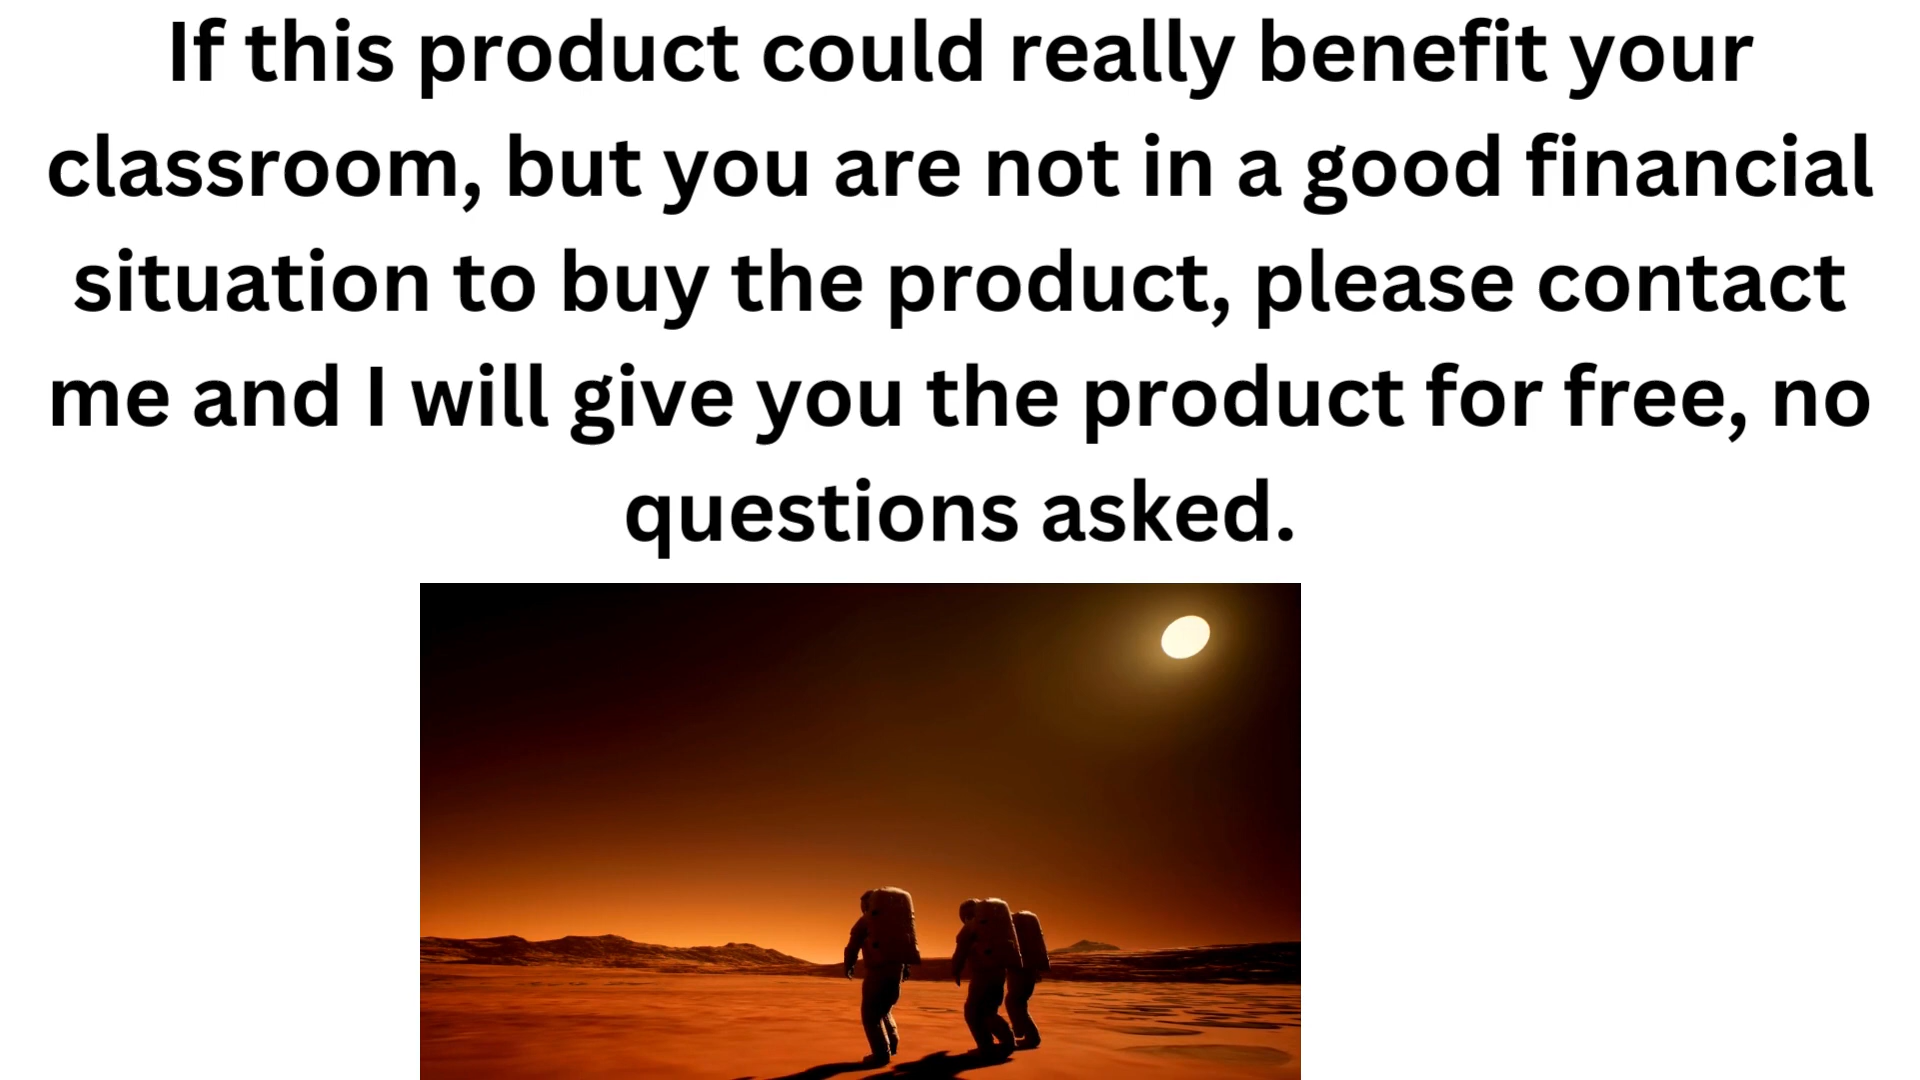 If this product could really benefit your
classroom, but you are not in a good financial
situation to buy the product, please contact
me and I will give you the product for free, no
questions asked.